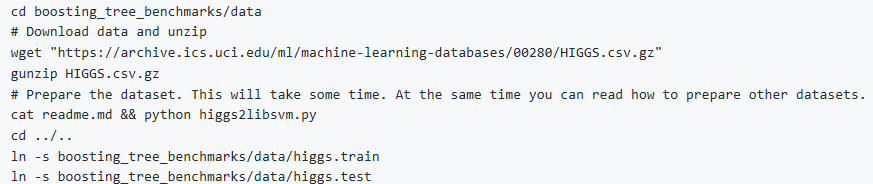 cd boosting_tree_benchmarks/data
# Download data and unzip
wget "https://archive.ics.uci.edu/ml/machine-learning-databases/00280/HIGGS.csv.gz"
gunzip HIGGS.csv.gz
# Prepare the dataset. This will take some time. At the same time you can read how to prepare other datasets.
cat readme.md && python higgs2libsvm.py
cd ../..
ln -s boosting_tree_benchmarks/data/higgs.train
ln -s boosting_tree_benchmarks/data/higgs.test